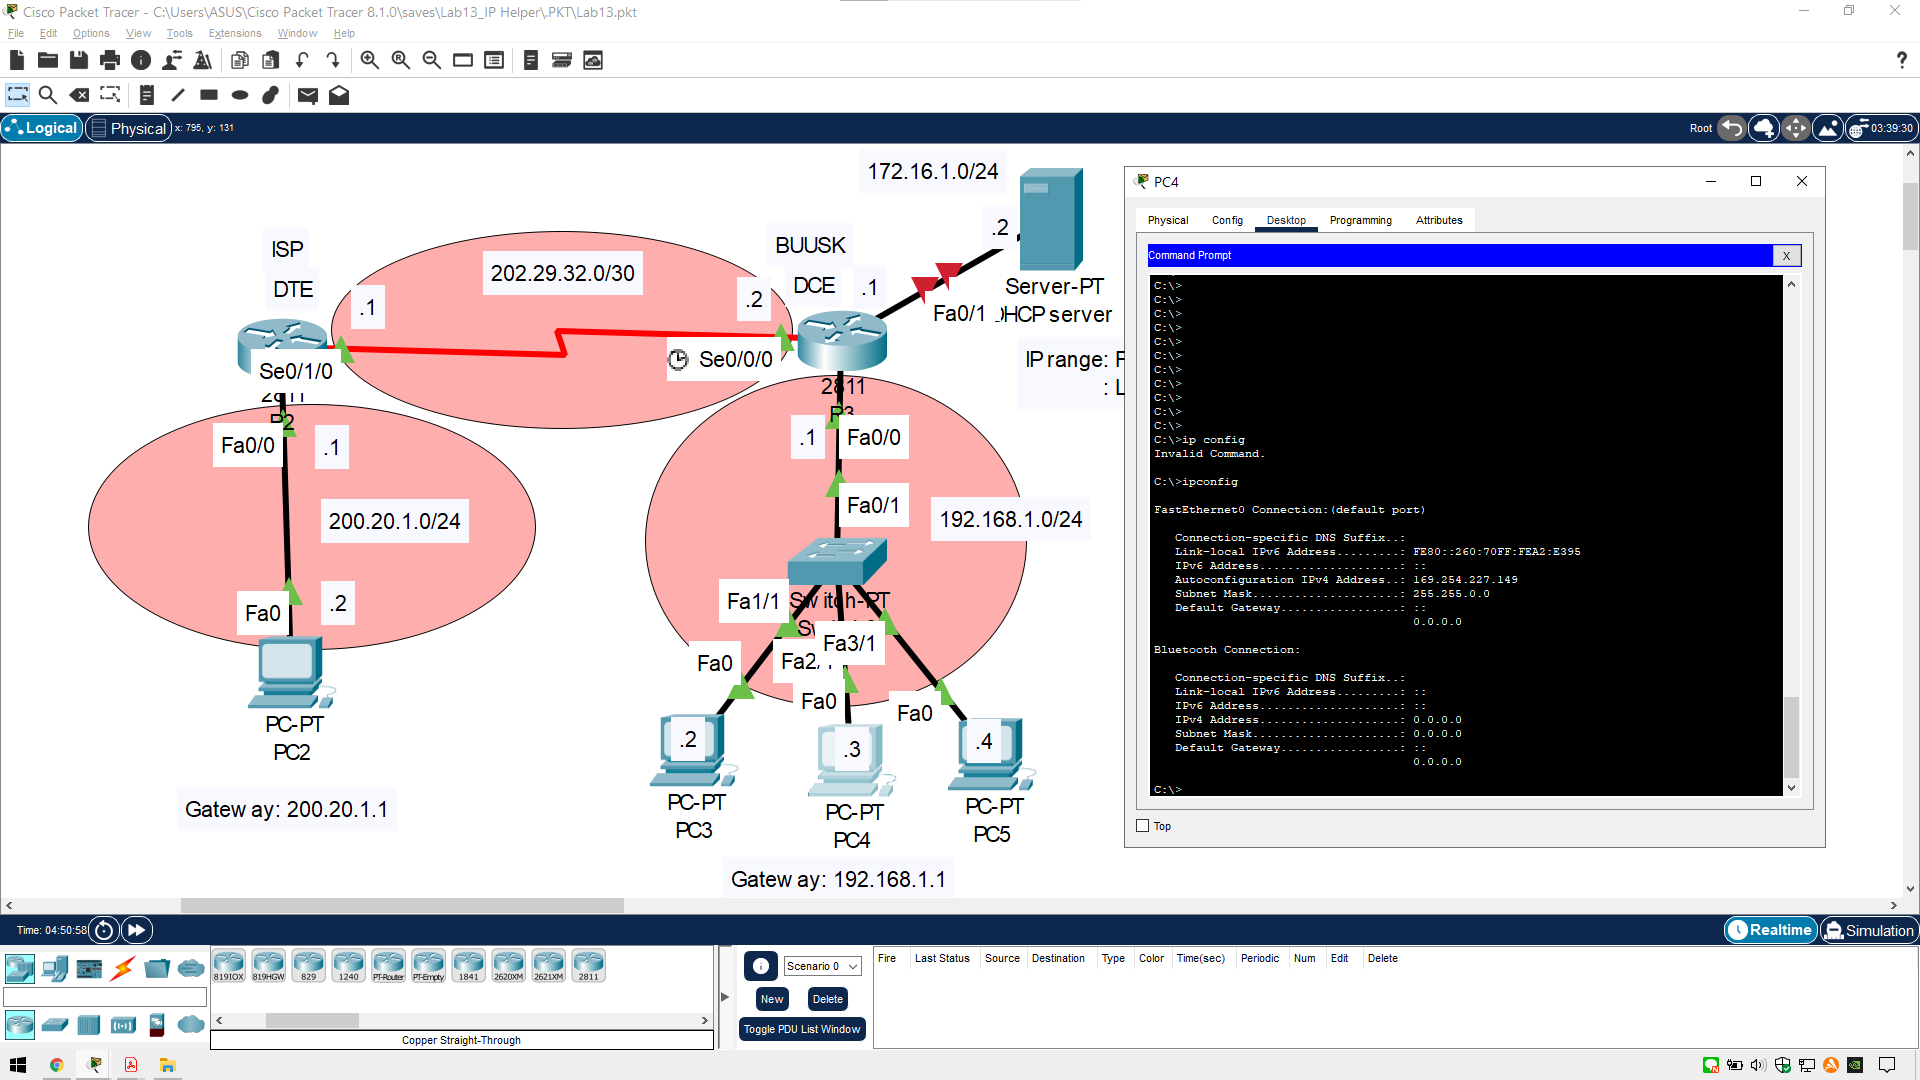 Cisco Packet Tracer - C:\Users\ASUS\Cisco Packet Tracer 8.1.0\saves\Lab13_IP Helper\.PKT\Lab13.pkt
File Edit Options View Tools Extensions Window Help
Logical Physical x: 795, y: 131
Root 03:39:30
172.16.1.0/24
.2
ISP
DTE
202.29.32.0/30
BUUSK
DCE
.1
.2
.1
Server-PT
DHCP server
Fa0/1
IP range: F
: L
Se0/1/0
Se0/0/0
2811
R2
2811
R3
Fa0/0
.1
.1
Fa0/0
Fa0/1
200.20.1.0/24
192.168.1.0/24
Fa0
.2
Fa1/1
Switch-PT
Fa3/1
Fa0
Fa2/
Fa0
Fa0
PC-PT
PC2
.2
.3
.4
PC-PT
PC3
PC-PT
PC4
PC-PT
PC5
Gateway: 200.20.1.1
Gateway: 192.168.1.1
PC4
Physical Config Desktop Programming Attributes
Command Prompt
X
C:\>
C:\>
C:\>
C:\>
C:\>
C:\>
C:\>
C:\>
C:\>
C:\>
C:\>
C:\>ip config
Invalid Command.
C:\>ipconfig
FastEthernet0 Connection:(default port)
Connection-specific DNS Suffix..:
Link-local IPv6 Address.........: FE80::260:70FF:FEA2:E395
IPv6 Address....................: ::
Autoconfiguration IPv4 Address..: 169.254.227.149
Subnet Mask.....................: 255.255.0.0
Default Gateway.................: ::
0.0.0.0
Bluetooth Connection:
Connection-specific DNS Suffix..:
Link-local IPv6 Address.........: ::
IPv6 Address....................: ::
IPv4 Address....................: 0.0.0.0
Subnet Mask.....................: 0.0.0.0
Default Gateway.................: ::
0.0.0.0
C:\>
Top
Time: 04:50:58
Realtime Simulation
819IOX 819HGW 829 1240 PT-Router PT-Empty 1841 2620XM 2621XM 2811
Copper Straight-Through
Scenario 0
New Delete
Toggle PDU List Window
Fire Last Status Source Destination Type Color Time(sec) Periodic Num Edit Delete